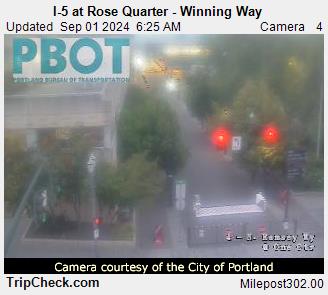 I-5 at Rose Quarter - Winning Way
Updated Sep 01 2024 6:25 AM Camera 4
PBOT
PORTLAND BUREAU OF TRANSPORTATION
Camera courtesy of the City of Portland
TripCheck.com Milepost302.00